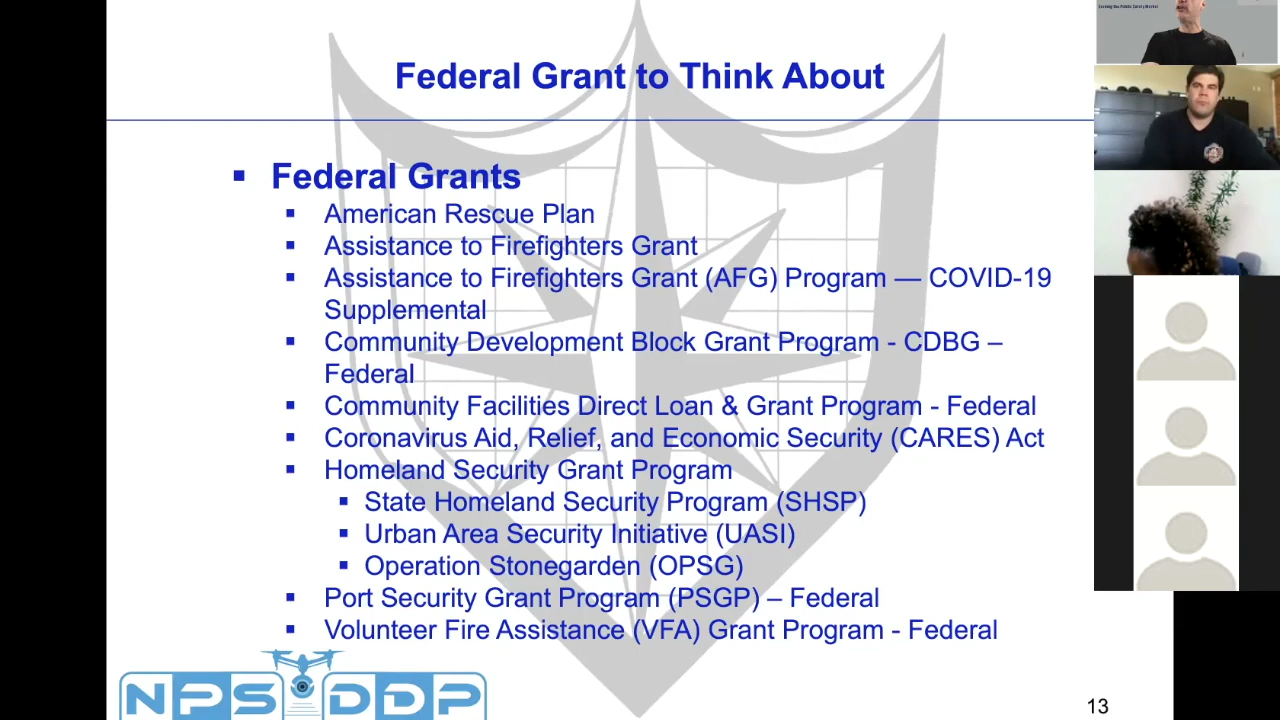 Federal Grant to Think About
Federal Grants
American Rescue Plan
Assistance to Firefighters Grant
Assistance to Firefighters Grant (AFG) Program — COVID-19
Supplemental
Community Development Block Grant Program - CDBG –
Federal
Community Facilities Direct Loan & Grant Program - Federal
Coronavirus Aid, Relief, and Economic Security (CARES) Act
Homeland Security Grant Program
State Homeland Security Program (SHSP)
Urban Area Security Initiative (UASI)
Operation Stonegarden (OPSG)
Port Security Grant Program (PSGP) – Federal
Volunteer Fire Assistance (VFA) Grant Program - Federal
NPS DDP
13